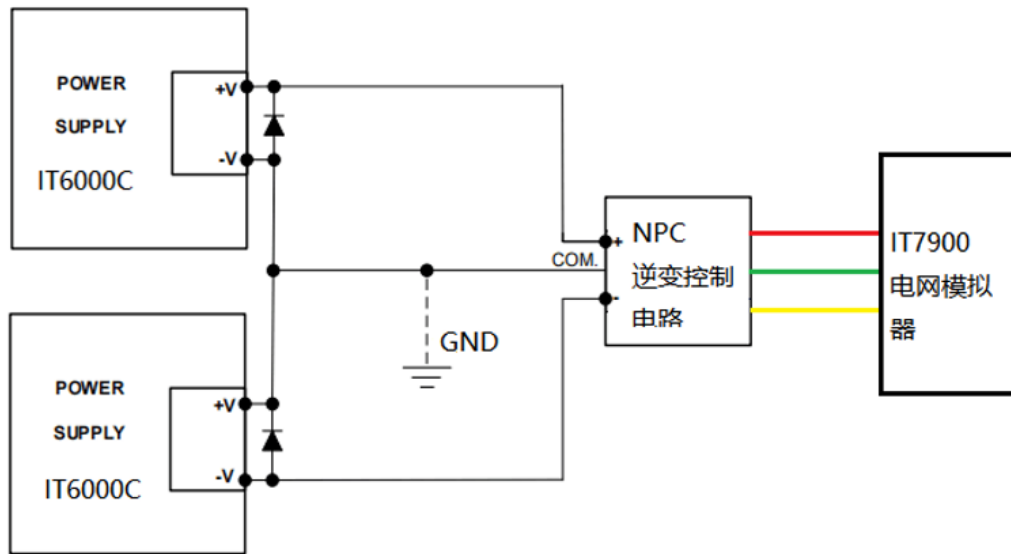 POWER
SUPPLY
IT6000C
+V
-V
+
COM.
-
NPC
逆变控制
电路
IT7900
电网模拟
器
GND
POWER
SUPPLY
IT6000C
+V
-V